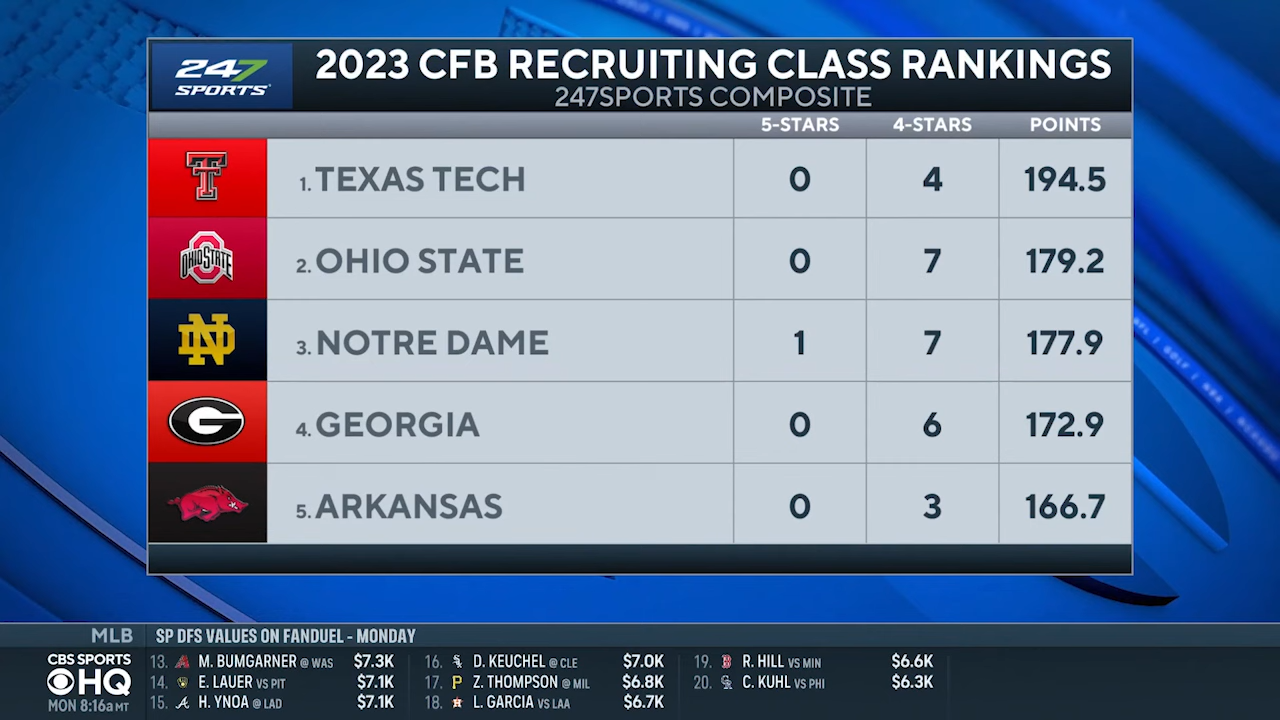 247 SPORTS
2023 CFB RECRUITING CLASS RANKINGS
247SPORTS COMPOSITE
5-STARS 4-STARS POINTS
1. TEXAS TECH 0 4 194.5
OHIO STATE
2. OHIO STATE 0 7 179.2
3. NOTRE DAME 1 7 177.9
4. GEORGIA 0 6 172.9
5. ARKANSAS 0 3 166.7
MLB SP DFS VALUES ON FANDUEL - MONDAY
CBS SPORTS HQ
MON 8:16a MT
13. M. BUMGARNER @ WAS $7.3K 16. D. KEUCHEL @ CLE $7.0K 19. R. HILL VS MIN $6.6K
14. E. LAUER VS PIT $7.1K 17. Z. THOMPSON @ MIL $6.8K 20. C. KUHL VS PHI $6.3K
15. H. YNOA @ LAD $7.1K 18. L. GARCIA VS LAA $6.7K